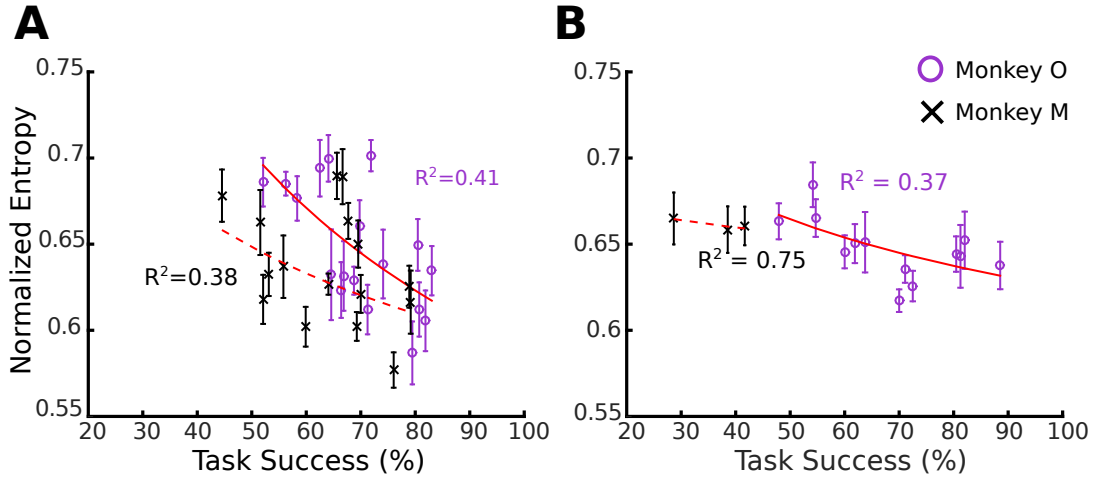 A
B
Normalized Entropy
0.75
0.7
0.65
0.6
0.55
R²=0.41
R²=0.38
20 30 40 50 60 70 80 90 100
Task Success (%)
0.75
0.7
0.65
0.6
0.55
Monkey O
Monkey M
R² = 0.37
R² = 0.75
20 30 40 50 60 70 80 90 100
Task Success (%)